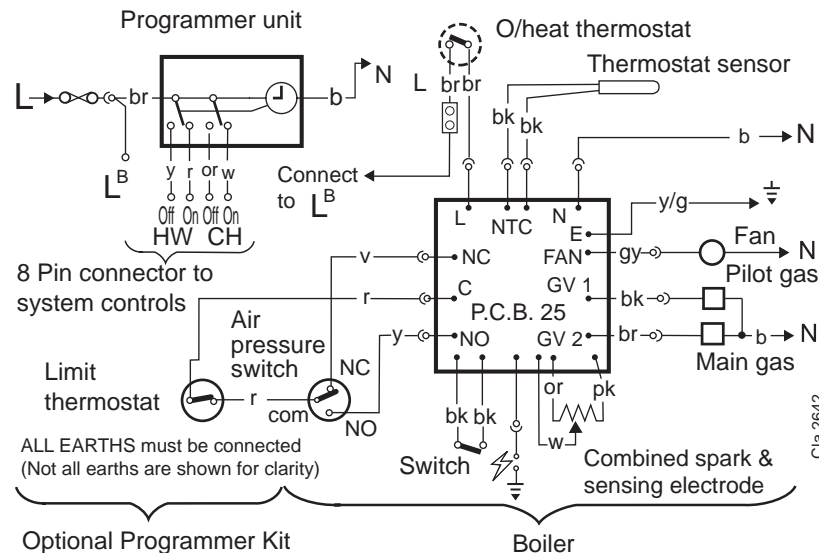 Programmer unit
O/heat thermostat
Thermostat sensor
L
br
b
N
L
br
br
bk
bk
b
N
L^B
y
r
or
w
Off
On
Off
On
HW
CH
Connect
to L^B
8 Pin connector to
system controls
L
NTC
N
E
y/g
v
NC
FAN
gy
Fan
N
r
C
GV 1
bk
Pilot gas
P.C.B. 25
y
NO
GV 2
br
b
N
Main gas
Air
pressure
switch
NC
Limit
thermostat
r
com
NO
bk
bk
w
or
pk
Switch
Combined spark &
sensing electrode
ALL EARTHS must be connected
(Not all earths are shown for clarity)
Cla 2642
Optional Programmer Kit
Boiler